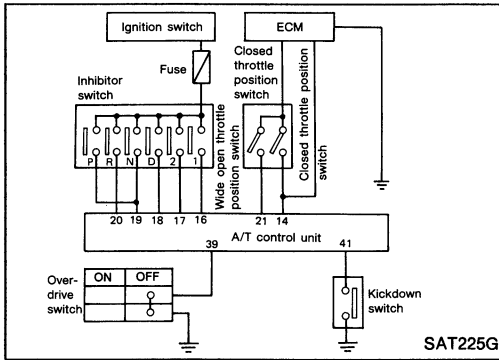 Ignition switch
ECM
Fuse
Closed
throttle
position
switch
Closed throttle position
switch
Inhibitor
switch
P R N D 2 1
Wide open throttle
position switch
20 19 18 17 16 21 14
A/T control unit
39 41
Over-
drive
switch
ON OFF
Kickdown
switch
SAT225G